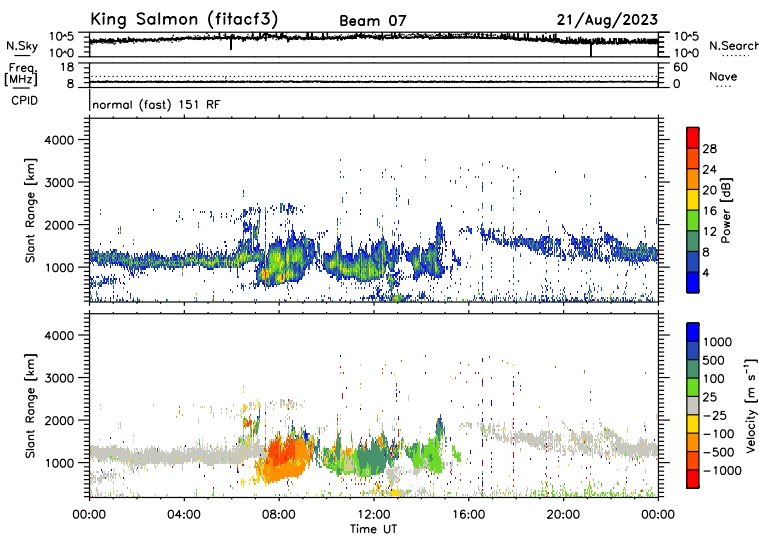 King Salmon (fitacf3) Beam 07 21/Aug/2023
N.Sky 10^5 10^0 10^5 10^0 N.Search
Freq. [MHz] 18 8 60 0 Nave
CPID normal (fast) 151 RF
Slant Range [km] 4000 3000 2000 1000
Power [dB] 28 24 20 16 12 8 4
Slant Range [km] 4000 3000 2000 1000
Velocity [m s⁻¹] 1000 500 100 25 −25 −100 −500 −1000
00:00 04:00 08:00 12:00 16:00 20:00 00:00
Time UT